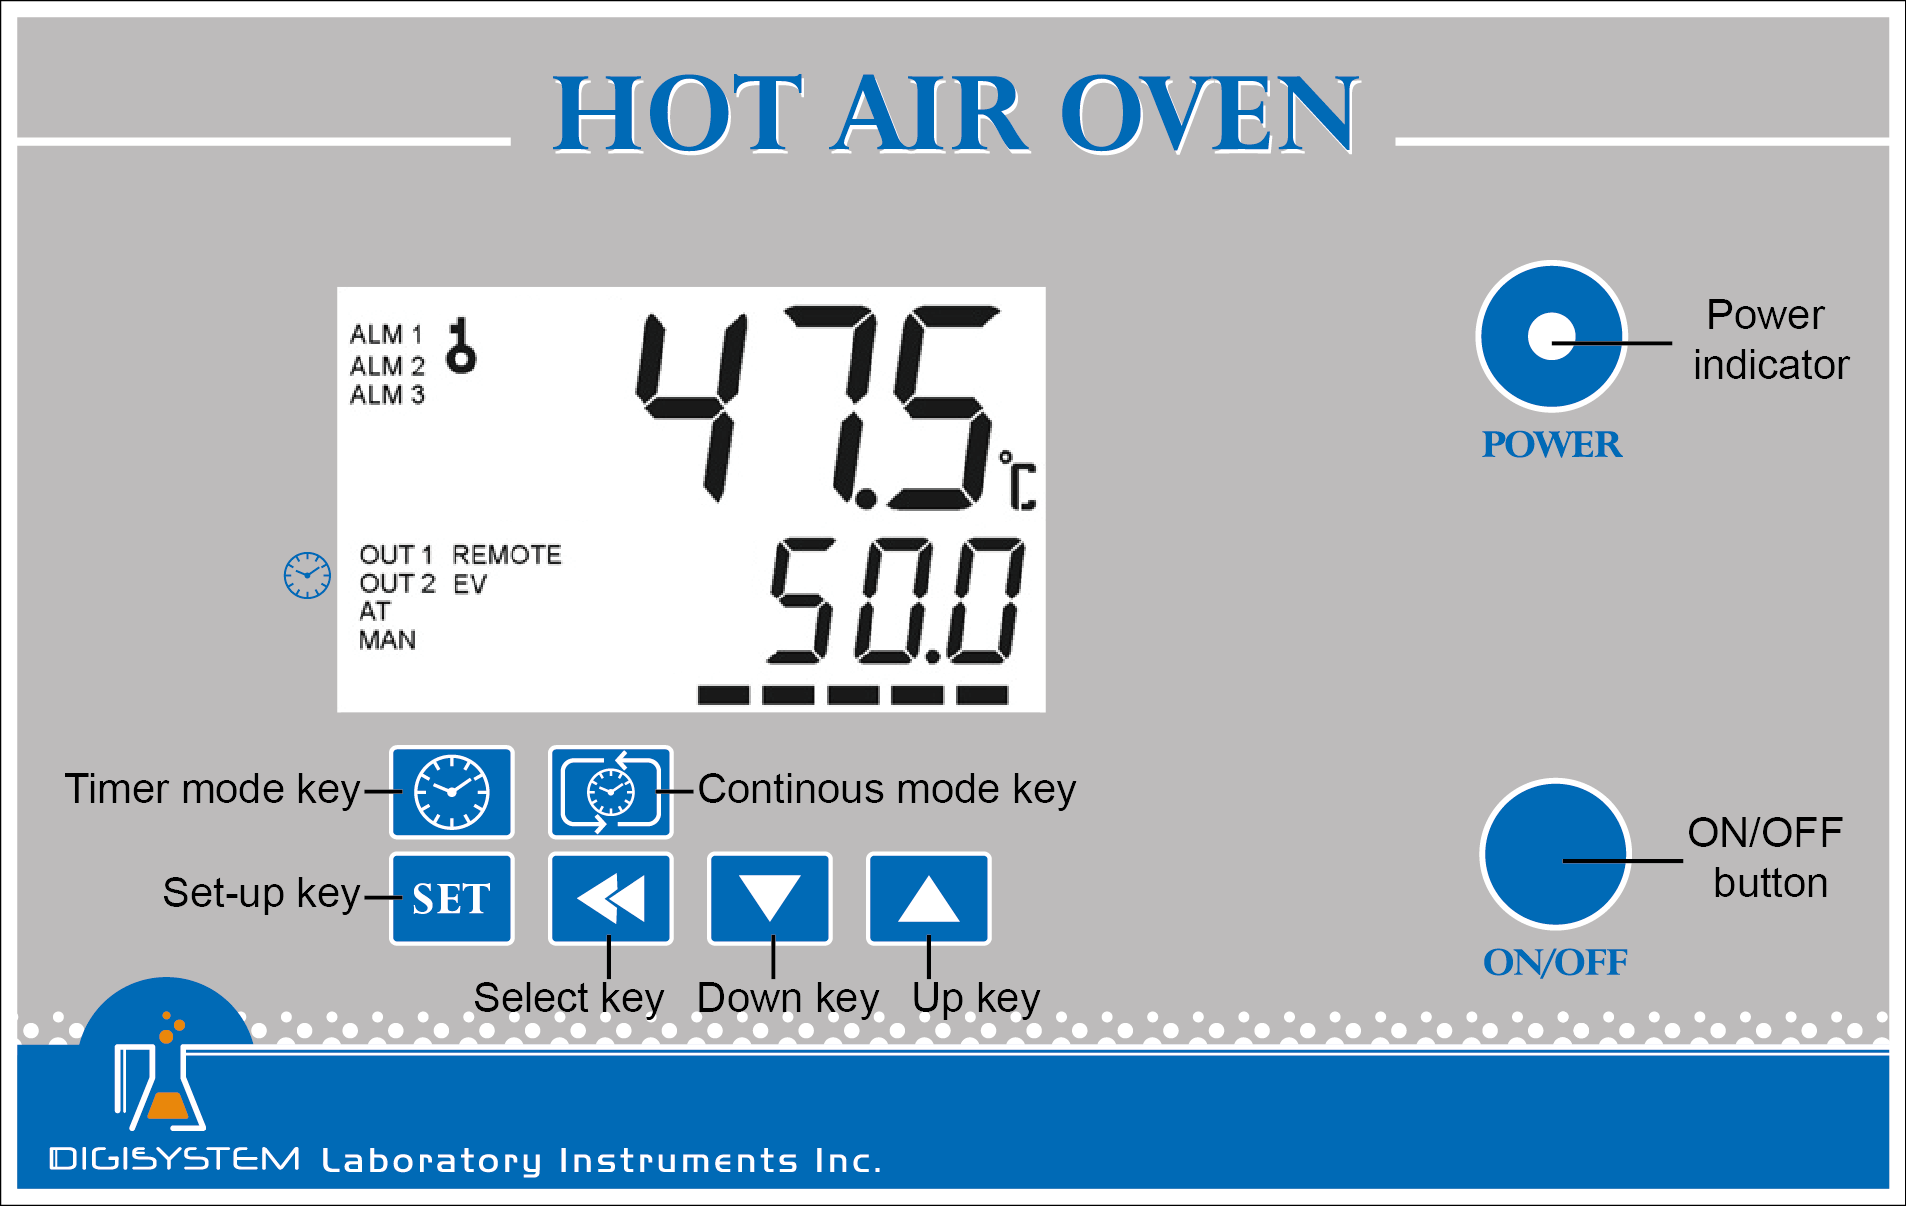 HOT AIR OVEN
ALM 1
ALM 2
ALM 3
47.5 °C
Power
indicator
POWER
OUT 1 REMOTE
OUT 2 EV
AT
MAN
50.0
Timer mode key
Continous mode key
Set-up key
SET
ON/OFF
button
ON/OFF
Select key
Down key
Up key
DIGISYSTEM Laboratory Instruments Inc.